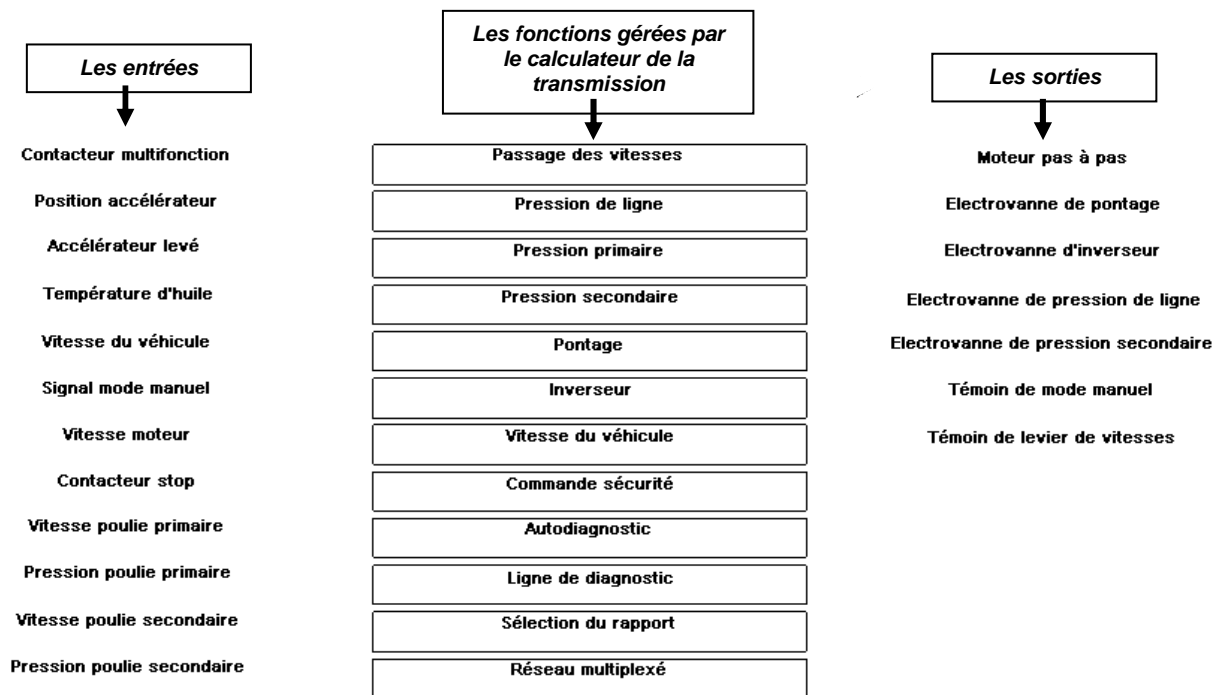 Les entrées
Contacteur multifonction
Position accélérateur
Accélérateur levé
Température d'huile
Vitesse du véhicule
Signal mode manuel
Vitesse moteur
Contacteur stop
Vitesse poulie primaire
Pression poulie primaire
Vitesse poulie secondaire
Pression poulie secondaire
Les fonctions gérées par
le calculateur de la
transmission
Passage des vitesses
Pression de ligne
Pression primaire
Pression secondaire
Pontage
Inverseur
Vitesse du véhicule
Commande sécurité
Autodiagnostic
Ligne de diagnostic
Sélection du rapport
Réseau multiplexé
Les sorties
Moteur pas à pas
Electrovanne de pontage
Electrovanne d'inverseur
Electrovanne de pression de ligne
Electrovanne de pression secondaire
Témoin de mode manuel
Témoin de levier de vitesses